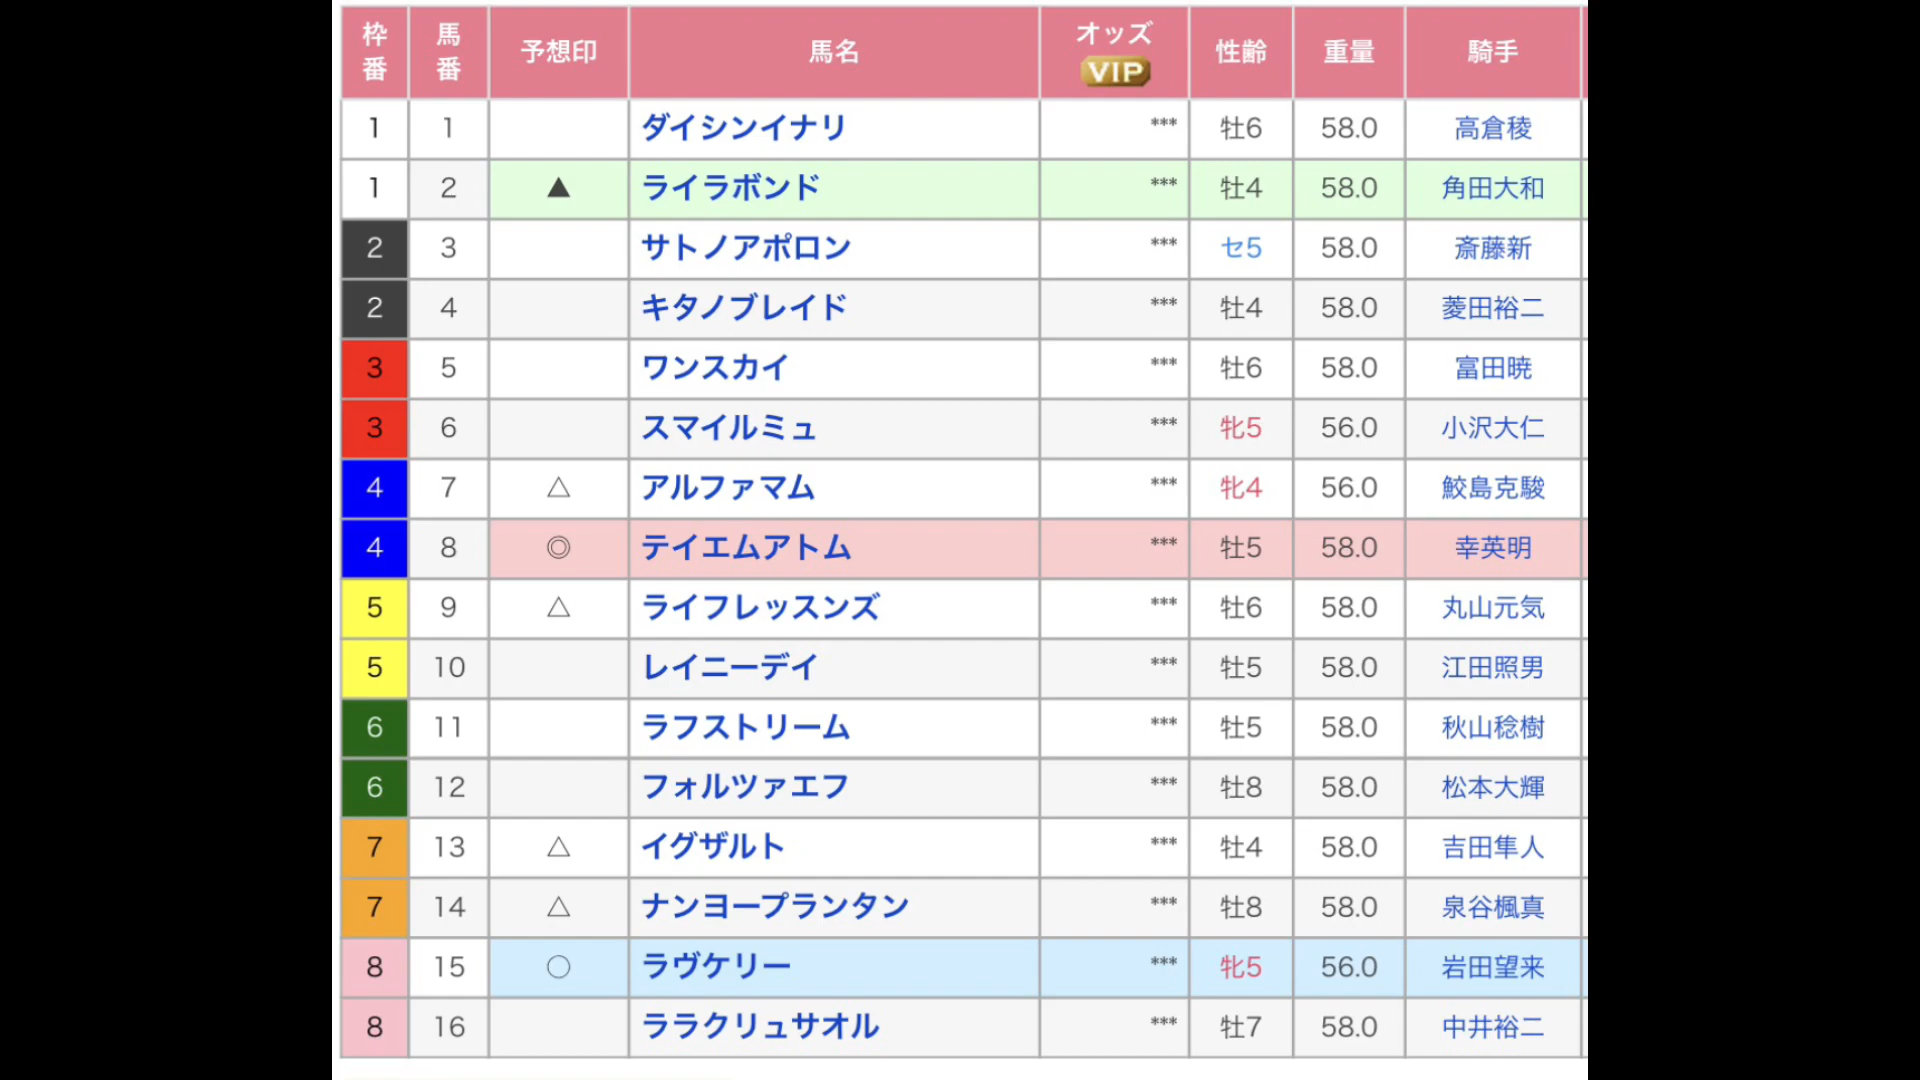 枠番 馬番 予想印 馬名 オッズ VIP 性齢 重量 騎手
1 1 ダイシンイナリ *** 牡6 58.0 高倉稜
1 2 ▲ ライラボンド *** 牡4 58.0 角田大和
2 3 サトノアポロン *** セ5 58.0 斎藤新
2 4 キタノブレイド *** 牡4 58.0 菱田裕二
3 5 ワンスカイ *** 牡6 58.0 富田暁
3 6 スマイルミュ *** 牝5 56.0 小沢大仁
4 7 △ アルファマム *** 牝4 56.0 鮫島克駿
4 8 ◎ テイエムアトム *** 牡5 58.0 幸英明
5 9 △ ライフレッスンズ *** 牡6 58.0 丸山元気
5 10 レイニーデイ *** 牡5 58.0 江田照男
6 11 ラフストリーム *** 牡5 58.0 秋山稔樹
6 12 フォルツァエフ *** 牡8 58.0 松本大輝
7 13 △ イグザルト *** 牡4 58.0 吉田隼人
7 14 △ ナンヨープランタン *** 牡8 58.0 泉谷楓真
8 15 ○ ラヴケリー *** 牝5 56.0 岩田望来
8 16 ララクリュサオル *** 牡7 58.0 中井裕二